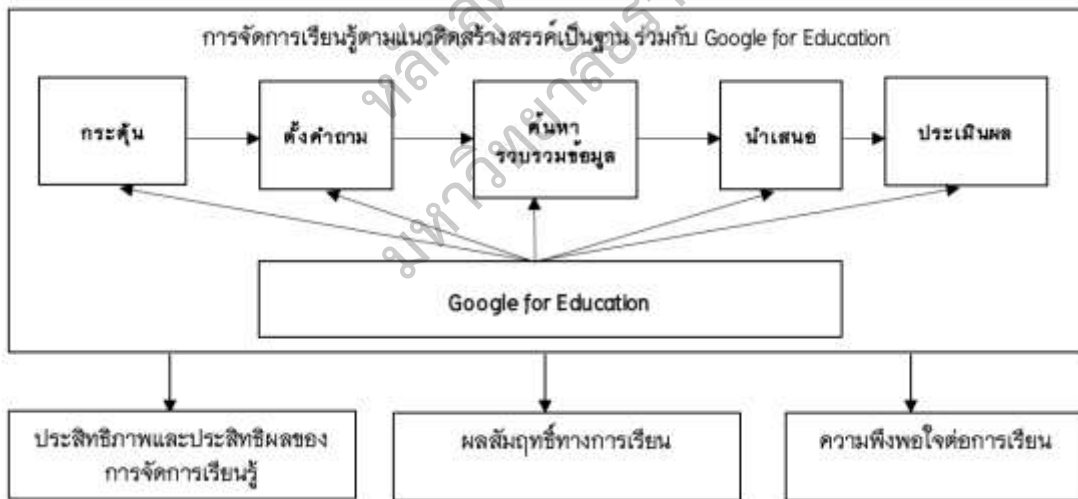 การจัดการเรียนรู้ตามแนวคิดสร้างสรรค์เป็นฐาน ร่วมกับ Google for Education
กระตุ้น
ตั้งคำถาม
ค้นหา
รวบรวมข้อมูล
นำเสนอ
ประเมินผล
Google for Education
ประสิทธิภาพและประสิทธิผลของ
การจัดการเรียนรู้
ผลสัมฤทธิ์ทางการเรียน
ความพึงพอใจต่อการเรียน